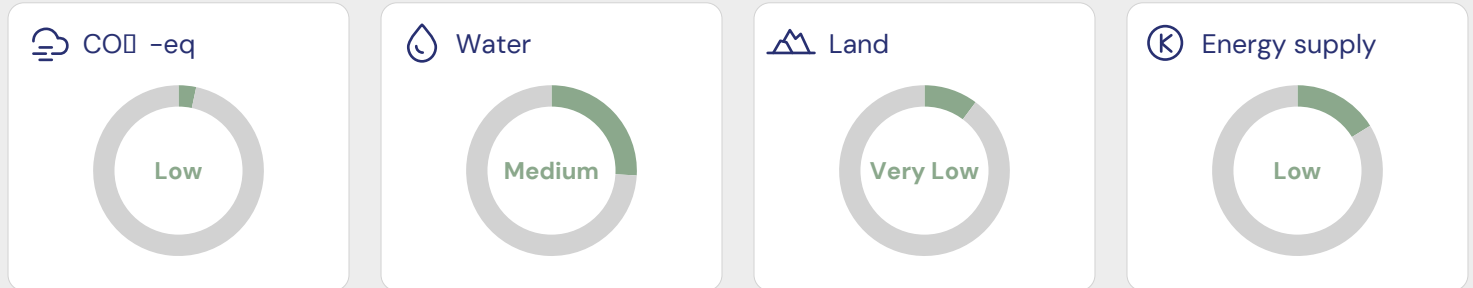 CO▯ -eq
Water
Land
Energy supply
Low
Medium
Very Low
Low